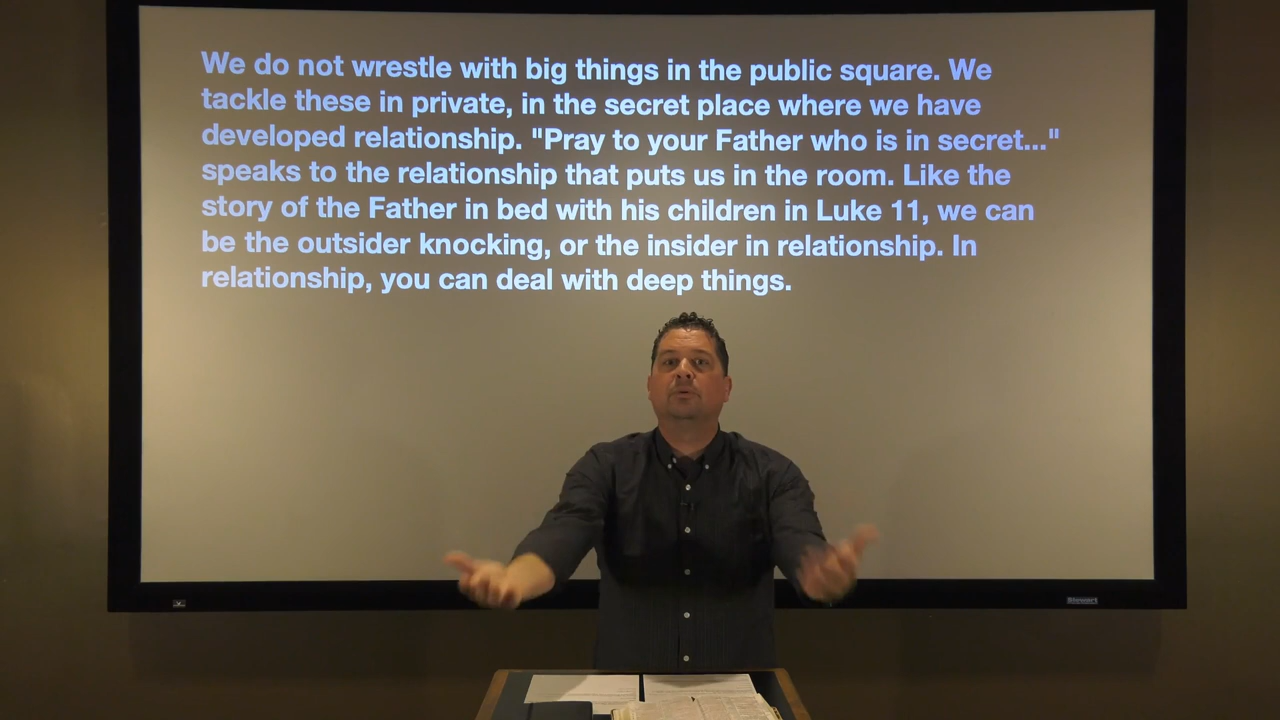 We do not wrestle with big things in the public square. We
tackle these in private, in the secret place where we have
developed relationship. "Pray to your Father who is in secret..."
speaks to the relationship that puts us in the room. Like the
story of the Father in bed with his children in Luke 11, we can
be the outsider knocking, or the insider in relationship. In
relationship, you can deal with deep things.
Stewart